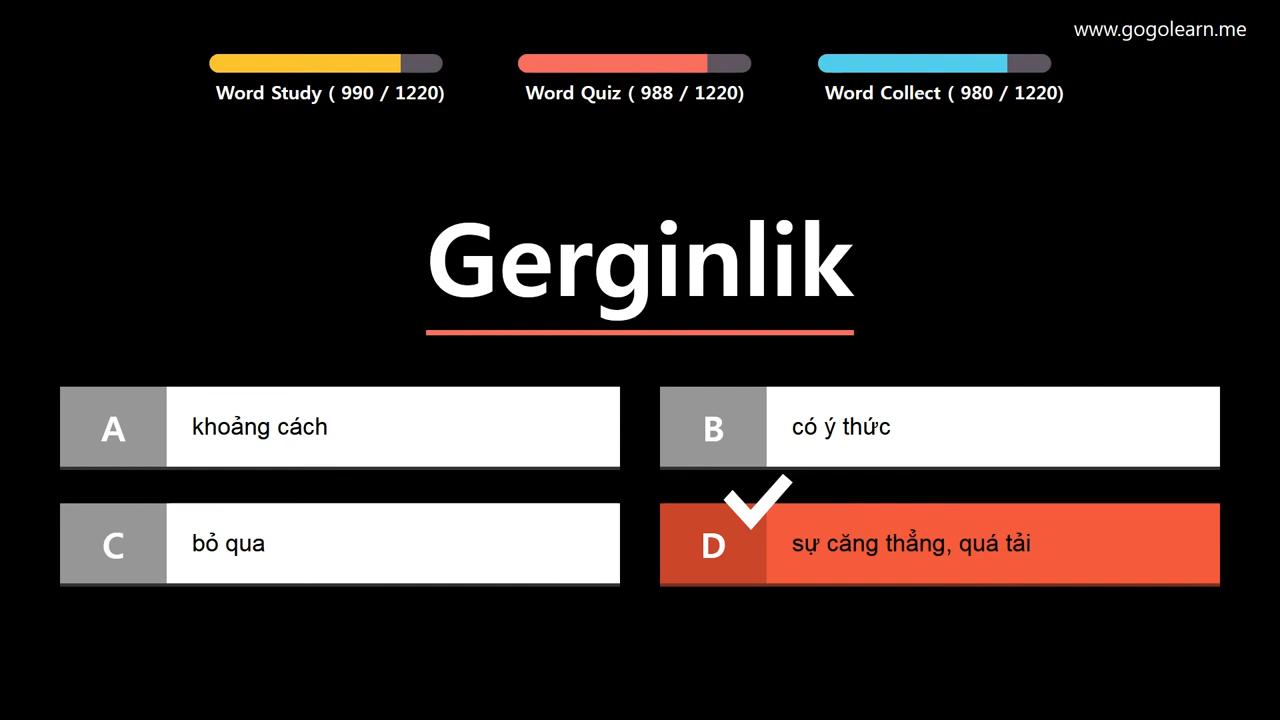 www.gogolearn.me
Word Study ( 990 / 1220)
Word Quiz ( 988 / 1220)
Word Collect ( 980 / 1220)
Gerginlik
A khoảng cách
B có ý thức
C bỏ qua
D sự căng thẳng, quá tải